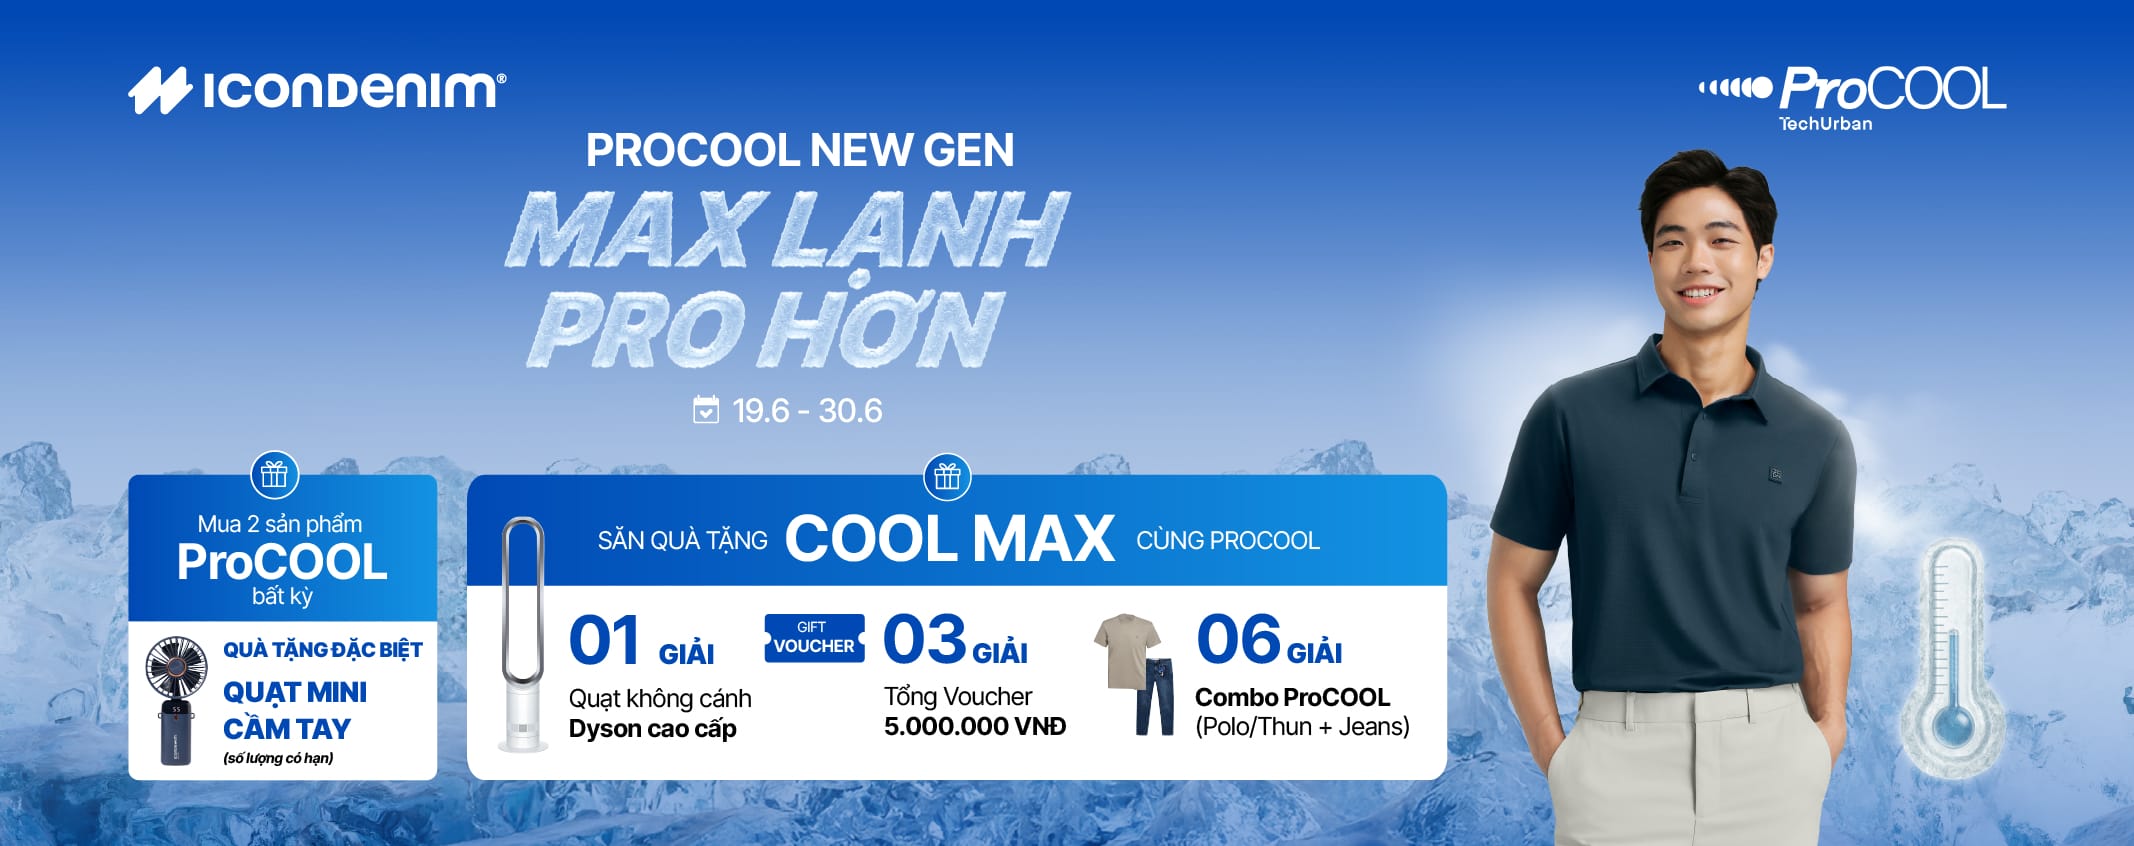 ICONDENIM®
ProCOOL
TechUrban
PROCOOL NEW GEN
MAX LẠNH
PRO HƠN
19.6 - 30.6
Mua 2 sản phẩm
ProCOOL
bất kỳ
QUÀ TẶNG ĐẶC BIỆT
QUẠT MINI
CẦM TAY
(số lượng có hạn)
SĂN QUÀ TẶNG COOL MAX CÙNG PROCOOL
01 GIẢI
Quạt không cánh
Dyson cao cấp
GIFT
VOUCHER
03 GIẢI
Tổng Voucher
5.000.000 VNĐ
06 GIẢI
Combo ProCOOL
(Polo/Thun + Jeans)